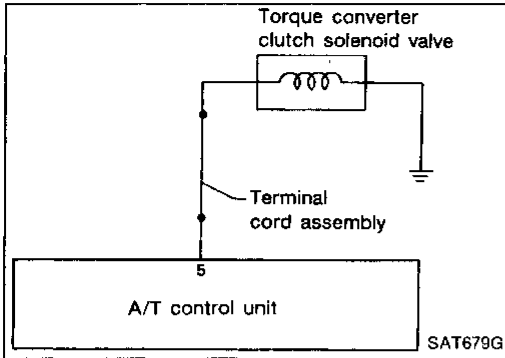 Torque converter
clutch solenoid valve
Terminal
cord assembly
5
A/T control unit
SAT679G